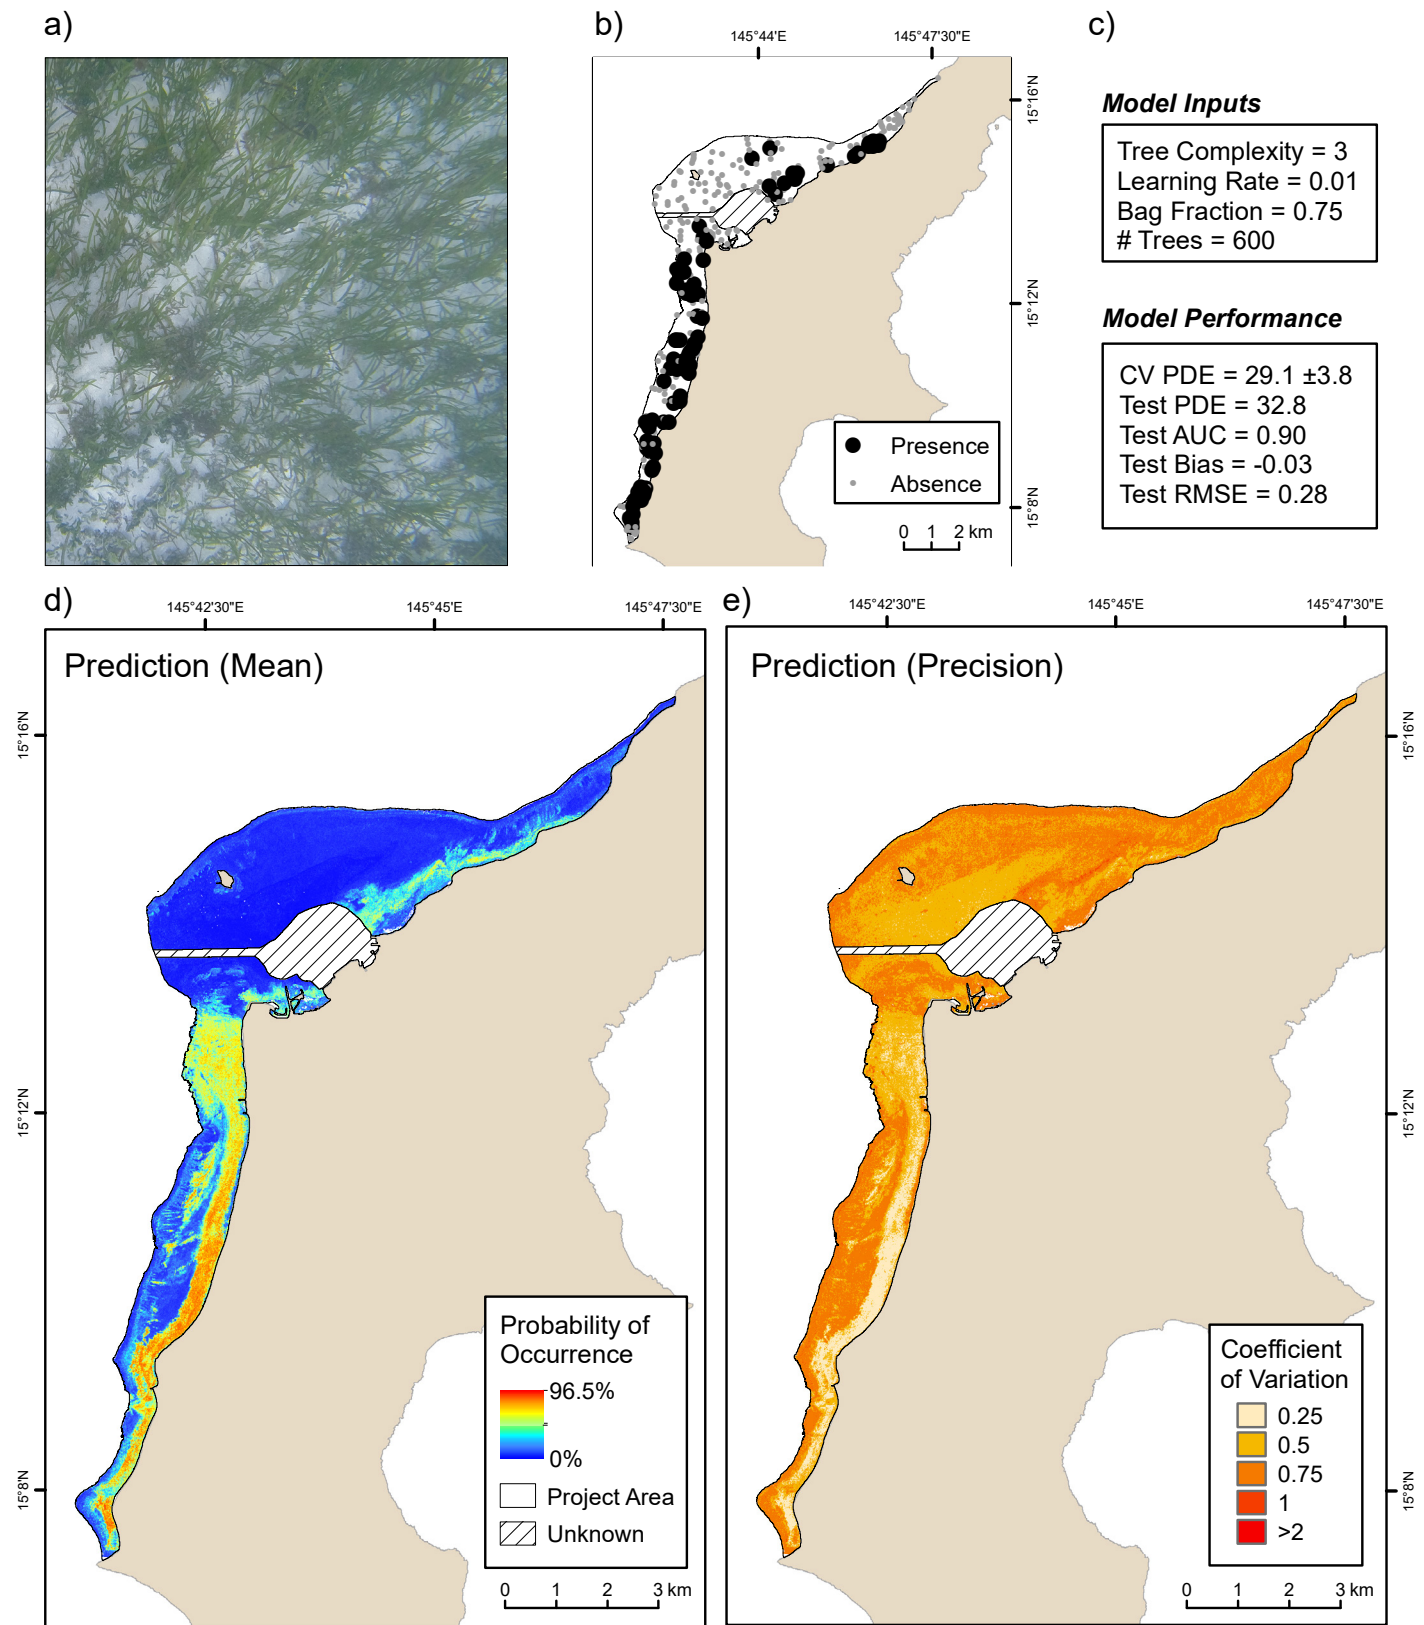 a)
b)
145°44'E
145°47'30"E
15°16'N
15°12'N
15°8'N
Presence
Absence
0 1 2 km
c)
Model Inputs
Tree Complexity = 3
Learning Rate = 0.01
Bag Fraction = 0.75
# Trees = 600
Model Performance
CV PDE = 29.1 ±3.8
Test PDE = 32.8
Test AUC = 0.90
Test Bias = -0.03
Test RMSE = 0.28
d)
145°42'30"E
145°45'E
145°47'30"E
Prediction (Mean)
15°16'N
15°12'N
15°8'N
Probability of
Occurrence
96.5%
0%
Project Area
Unknown
0 1 2 3 km
e)
145°42'30"E
145°45'E
145°47'30"E
Prediction (Precision)
15°16'N
15°12'N
15°8'N
Coefficient
of Variation
0.25
0.5
0.75
1
>2
0 1 2 3 km